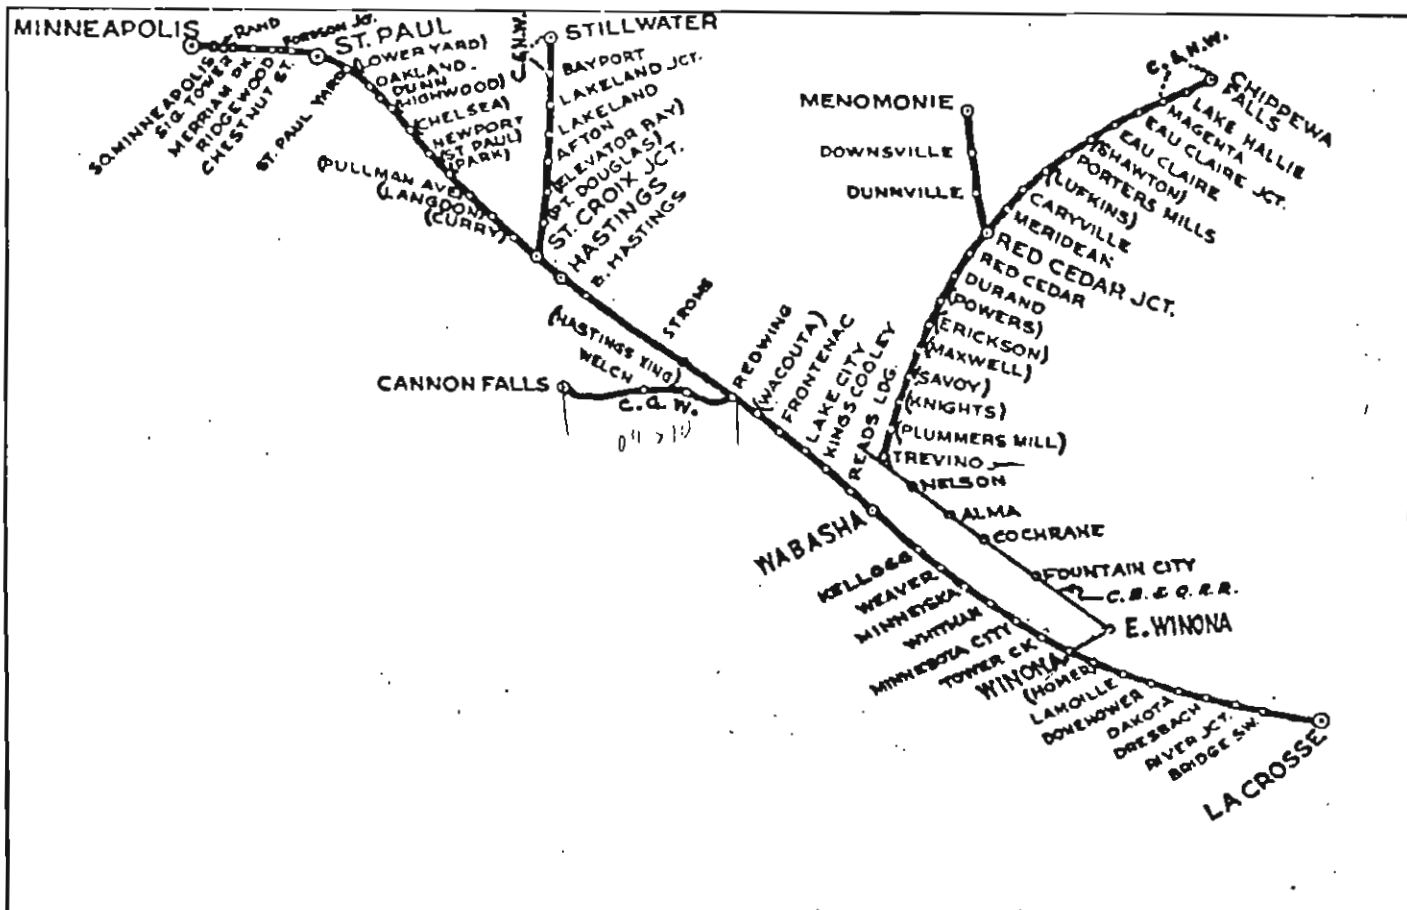 MINNEAPOLIS
SO. MINNEAPOLIS
SIG. TOWER
RAND
MERRIAM PK.
RIDGEWOOD
CHESTNUT ST.
ST. PAUL
ST. PAUL YARD
(LOWER YARD)
OAKLAND
DUNN
(HIGHWOOD)
CHELSEA)
NEWPORT
(ST PAUL)
(PARK)
(PULLMAN AVE)
(LANGDON)
(CURRY)
C. & N.W.
STILLWATER
BAYPORT
LAKELAND JCT.
LAKELAND
AFTON
(ELEVATOR BAY)
(PT. DOUGLAS)
ST. CROIX JCT.
HASTINGS
E. HASTINGS
STROMS
(HASTINGS XING)
WELCH
CANNON FALLS
C. G. W.
REDWING
(WACOUTA)
FRONTENAC
LAKE CITY
KINGS COOLEY
READS LDG.
WABASHA
KELLOGG
WEAVER
MINNEISKA
WHITMAN
MINNESOTA CITY
TOWER CK
WINONA
(HOMER)
LAMOILLE
DONEHOWER
DAKOTA
DRESBACH
RIVER JCT.
BRIDGE SW.
LA CROSSE
MENOMONIE
DOWNSVILLE
DUNNVILLE
C. & N.W.
CHIPPEWA
FALLS
LAKE HALLIE
MAGENTA
EAU CLAIRE JCT.
EAU CLAIRE
(SHAWTON)
PORTERS MILLS
(LUFKINS)
CARYVILLE
MERIDEAN
RED CEDAR JCT.
RED CEDAR
DURAND
(POWERS)
(ERICKSON)
(MAXWELL)
(SAVOY)
(KNIGHTS)
(PLUMMERS MILL)
TREVINO
NELSON
ALMA
COCHRANE
FOUNTAIN CITY
C. B. & Q. R.R.
E. WINONA